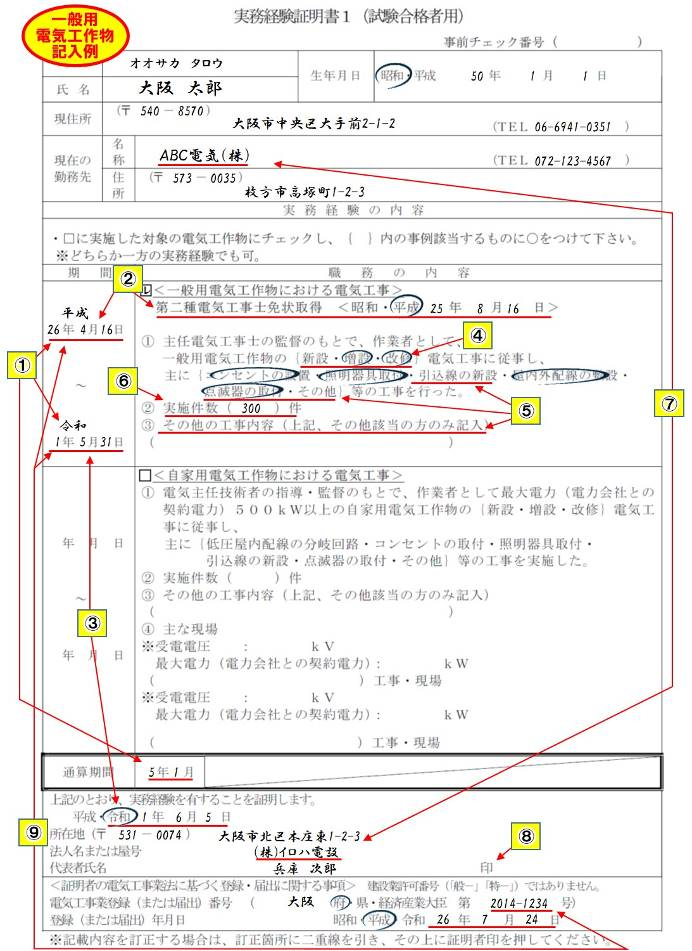 一般用
電気工作物
記入例
実務経験証明書1（試験合格者用）
事前チェック番号（　　　　　　）
オオサカ タロウ
氏 名 大阪 太郎 生年月日 昭和・平成 50年 1月 1日
現住所 （〒 540－8570）
大阪市中央区大手前2-1-2 （TEL 06-6941-0351 ）
現在の勤務先 名称 ABC電気（株） （TEL 072-123-4567 ）
住所 （〒 573－0035）
枚方市高塚町1-2-3
実 務 経 験 の 内 容
・□に実施した対象の電気工作物にチェックし、｛ ｝内の事例該当するものに○をつけて下さい。
※どちらか一方の実務経験でも可。
期 間 職 務 の 内 容
②
☑＜一般用電気工作物における電気工事＞
第二種電気工事士免状取得 ＜昭和・平成 25年 8月16日＞
平成
26年 4月16日
① 主任電気工事士の監督のもとで、作業者として、
④
一般用電気工作物の｛新設・増設・改修｝電気工事に従事し、
①
主に｛コンセントの設置・照明器具取付・引込線の新設・屋内外配線の敷設・
～
⑥
点滅器の取付・その他｝等の工事を行った。
② 実施件数（ 300 ）件
⑤
⑦
令和
③ その他の工事内容（上記、その他該当の方のみ記入）
1年 5月31日
（　　　　　　）
□＜自家用電気工作物における電気工事＞
① 電気主任技術者の指導・監督のもとで、作業者として最大電力（電力会社との
契約電力）５００ｋＷ以上の自家用電気工作物の｛新設・増設・改修｝電気工
事に従事し、
年 月 日
主に｛低圧屋内配線の分岐回路・コンセントの取付・照明器具取付・
引込線の新設・点滅器の取付・その他｝等の工事を実施した。
② 実施件数（　　　）件
～
③ その他の工事内容（上記、その他該当の方のみ記入）
（　　　　　　）
③
④ 主な現場
年 月 日
※受電電圧 ： ｋＶ
最大電力（電力会社との契約電力）： ｋＷ
（　　　　　　）工事・現場
※受電電圧 ： ｋＶ
最大電力（電力会社との契約電力）： ｋＷ
（　　　　　　）工事・現場
通算期間 5年1月
上記のとおり、実務経験を有することを証明します。
平成・令和 1年 6月 5日
⑨
所在地（〒 531－0074） 大阪市北区本庄東1-2-3
⑧
法人名または屋号 （株）イロハ電設
代表者氏名 兵庫 次郎 印
＜証明者の電気工事業法に基づく登録・届出に関する事項＞ 建設業許可番号（「般－」「特－」）ではありません。
電気工事業登録（または届出）番号 （ 大阪 府・県・経済産業大臣 第 2014-1234 号）
登録（または届出）年月日 昭和・平成 令和 26年 7月 24日
※記載内容を訂正する場合は、訂正箇所に二重線を引き、その上に証明者印を押してください。